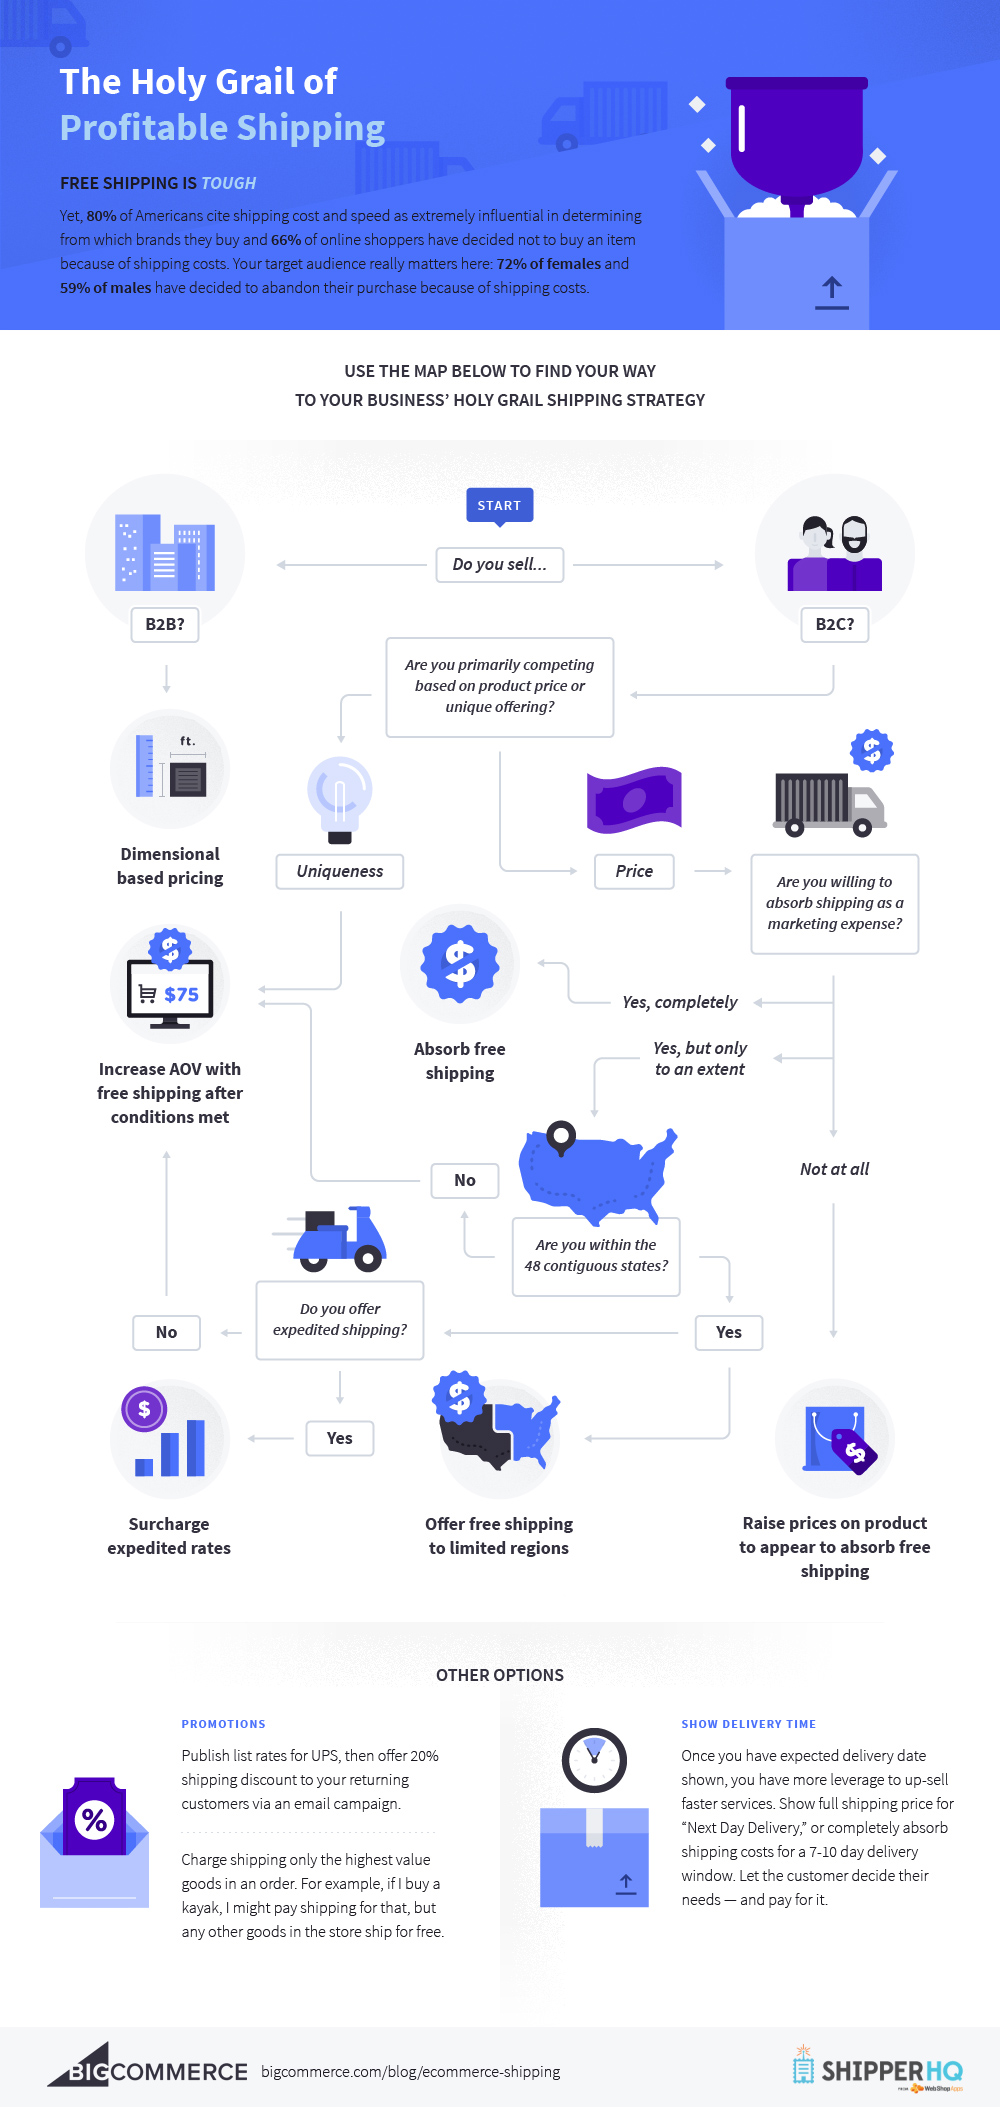 The Holy Grail of
Profitable Shipping
FREE SHIPPING IS TOUGH
Yet, 80% of Americans cite shipping cost and speed as extremely influential in determining
from which brands they buy and 66% of online shoppers have decided not to buy an item
because of shipping costs. Your target audience really matters here: 72% of females and
59% of males have decided to abandon their purchase because of shipping costs.
USE THE MAP BELOW TO FIND YOUR WAY
TO YOUR BUSINESS’ HOLY GRAIL SHIPPING STRATEGY
START
Do you sell...
B2B?
B2C?
Are you primarily competing
based on product price or
unique offering?
ft.
$
Dimensional
based pricing
Uniqueness
Price
Are you willing to
absorb shipping as a
marketing expense?
$
$75
$
Yes, completely
Absorb free
shipping
Yes, but only
to an extent
Increase AOV with
free shipping after
conditions met
Not at all
No
Are you within the
48 contiguous states?
Do you offer
expedited shipping?
No
Yes
$
$
Yes
$
Surcharge
expedited rates
Offer free shipping
to limited regions
Raise prices on product
to appear to absorb free
shipping
OTHER OPTIONS
PROMOTIONS
Publish list rates for UPS, then offer 20%
shipping discount to your returning
customers via an email campaign.
%
Charge shipping only the highest value
goods in an order. For example, if I buy a
kayak, I might pay shipping for that, but
any other goods in the store ship for free.
SHOW DELIVERY TIME
Once you have expected delivery date
shown, you have more leverage to up-sell
faster services. Show full shipping price for
“Next Day Delivery,” or completely absorb
shipping costs for a 7-10 day delivery
window. Let the customer decide their
needs — and pay for it.
BIGCOMMERCE
bigcommerce.com/blog/ecommerce-shipping
SHIPPERHQ
FROM WebShopApps